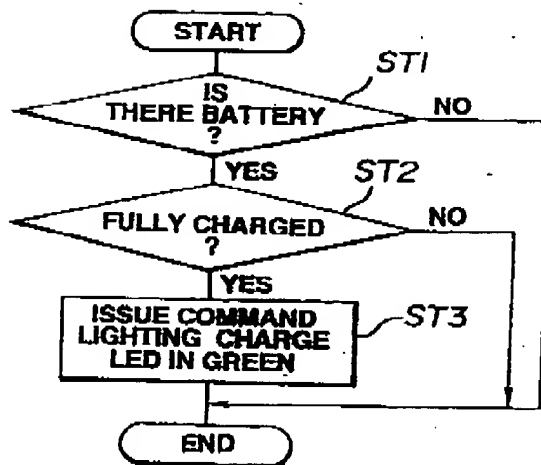 START
ST1
IS
THERE BATTERY
?
NO
YES
ST2
FULLY CHARGED
?
NO
YES
ISSUE COMMAND
LIGHTING CHARGE
LED IN GREEN
ST3
END